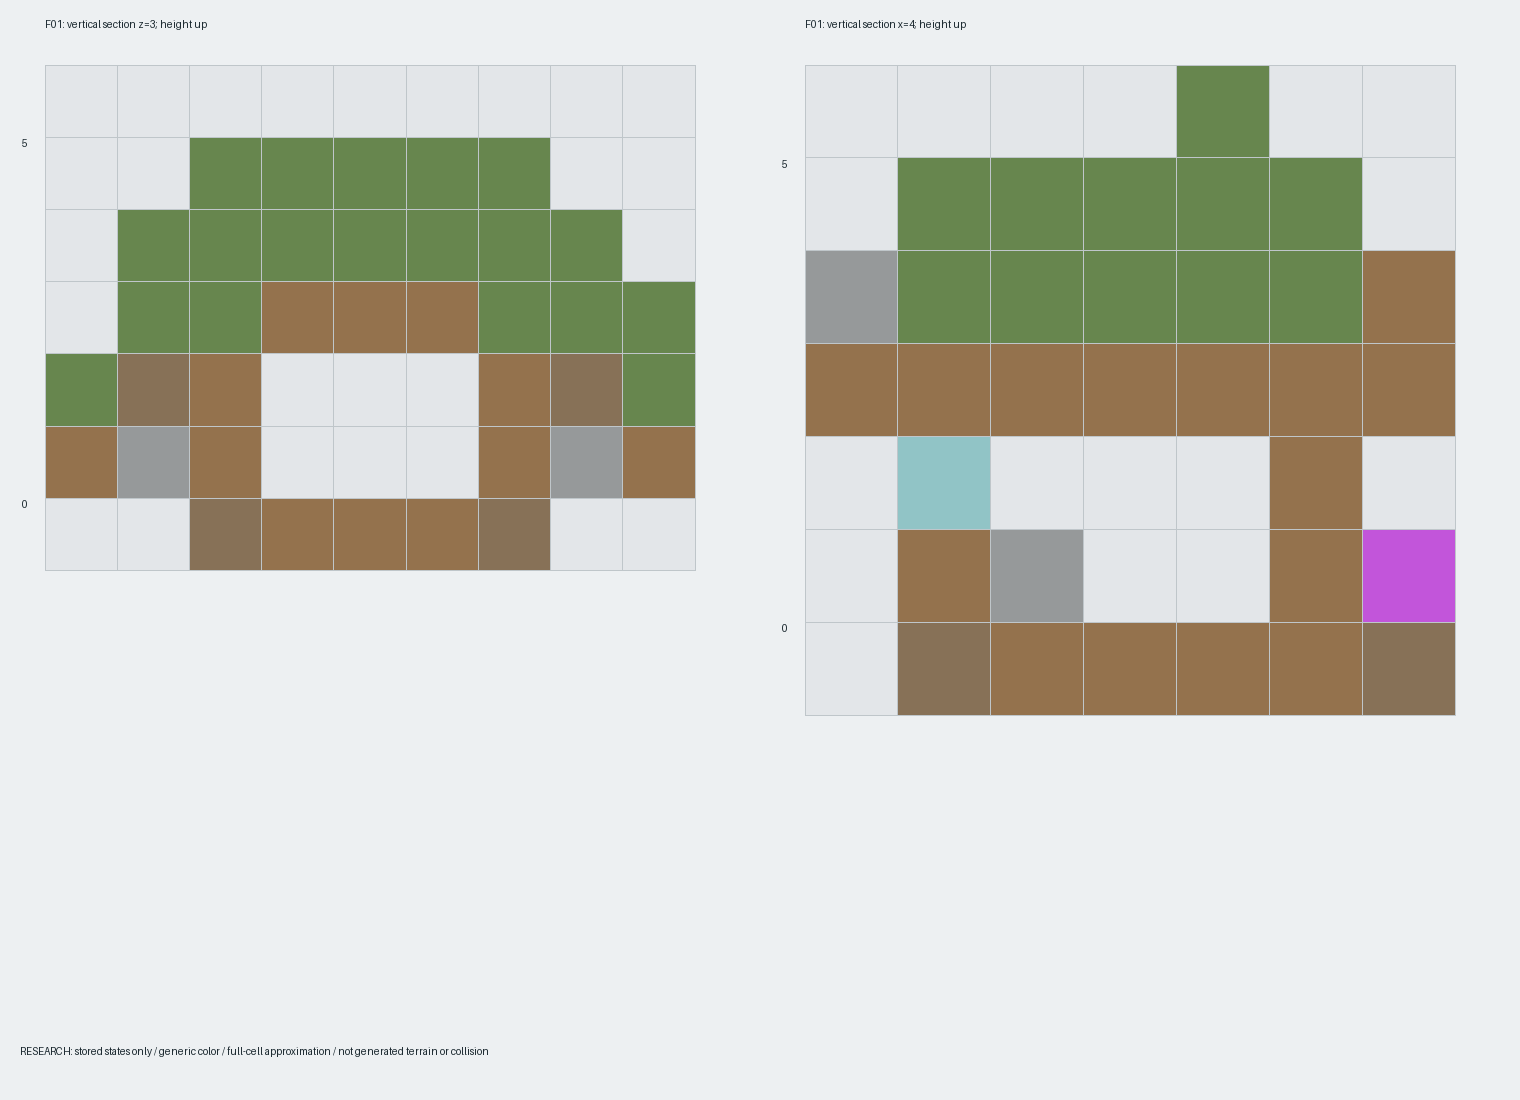 F01: vertical section z=3; height up
F01: vertical section x=4; height up
5
5
0
0
RESEARCH: stored states only / generic color / full-cell approximation / not generated terrain or collision